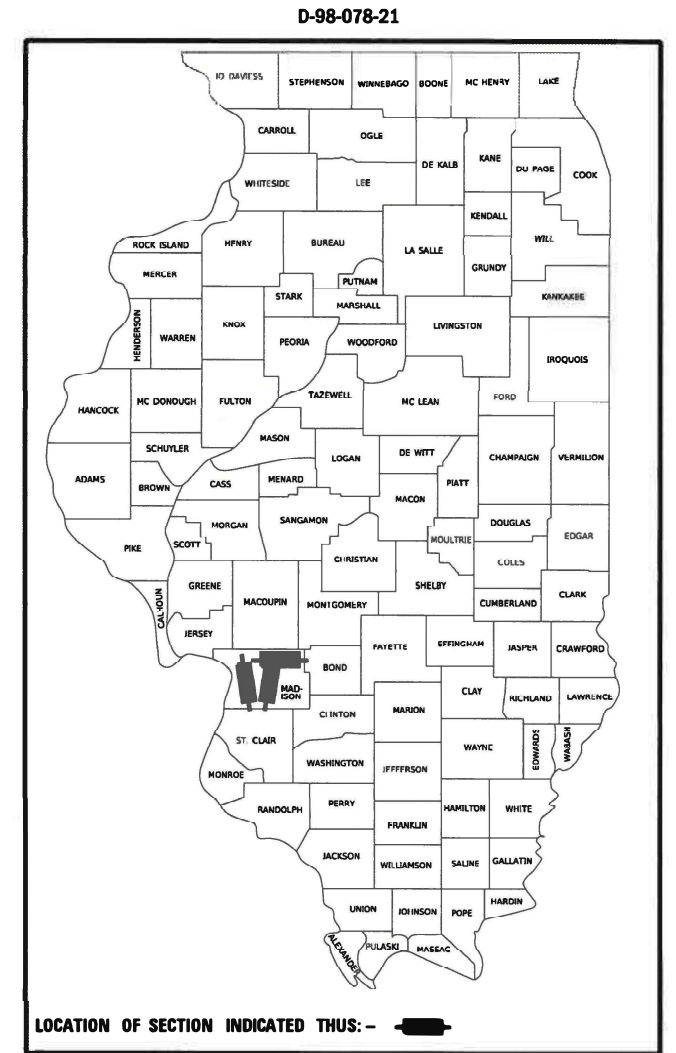 D-98-078-21
JO DAVIESS STEPHENSON WINNEBAGO BOONE MC HENRY LAKE
CARROLL OGLE DE KALB KANE DU PAGE COOK
WHITESIDE LEE
KENDALL
ROCK ISLAND HENRY BUREAU LA SALLE WILL
MERCER PUTNAM GRUNDY
STARK MARSHALL KANKAKEE
HENDERSON WARREN KNOX PEORIA WOODFORD LIVINGSTON IROQUOIS
HANCOCK MC DONOUGH FULTON TAZEWELL MC LEAN FORD
MASON
SCHUYLER LOGAN DE WITT CHAMPAIGN VERMILION
ADAMS BROWN CASS MENARD PIATT
MACON
PIKE SCOTT MORGAN SANGAMON DOUGLAS
MOULTRIE EDGAR
CHRISTIAN COLES
CALHOUN GREENE MACOUPIN MONTGOMERY SHELBY CUMBERLAND CLARK
JERSEY FAYETTE EFFINGHAM JASPER CRAWFORD
BOND
MAD-
ISON CLAY RICHLAND LAWRENCE
CLINTON MARION
ST. CLAIR WAYNE EDWARDS WABASH
WASHINGTON JEFFERSON
MONROE
RANDOLPH PERRY HAMILTON WHITE
FRANKLIN
JACKSON WILLIAMSON SALINE GALLATIN
UNION JOHNSON POPE HARDIN
ALEXANDER PULASKI MASSAC
LOCATION OF SECTION INDICATED THUS: –